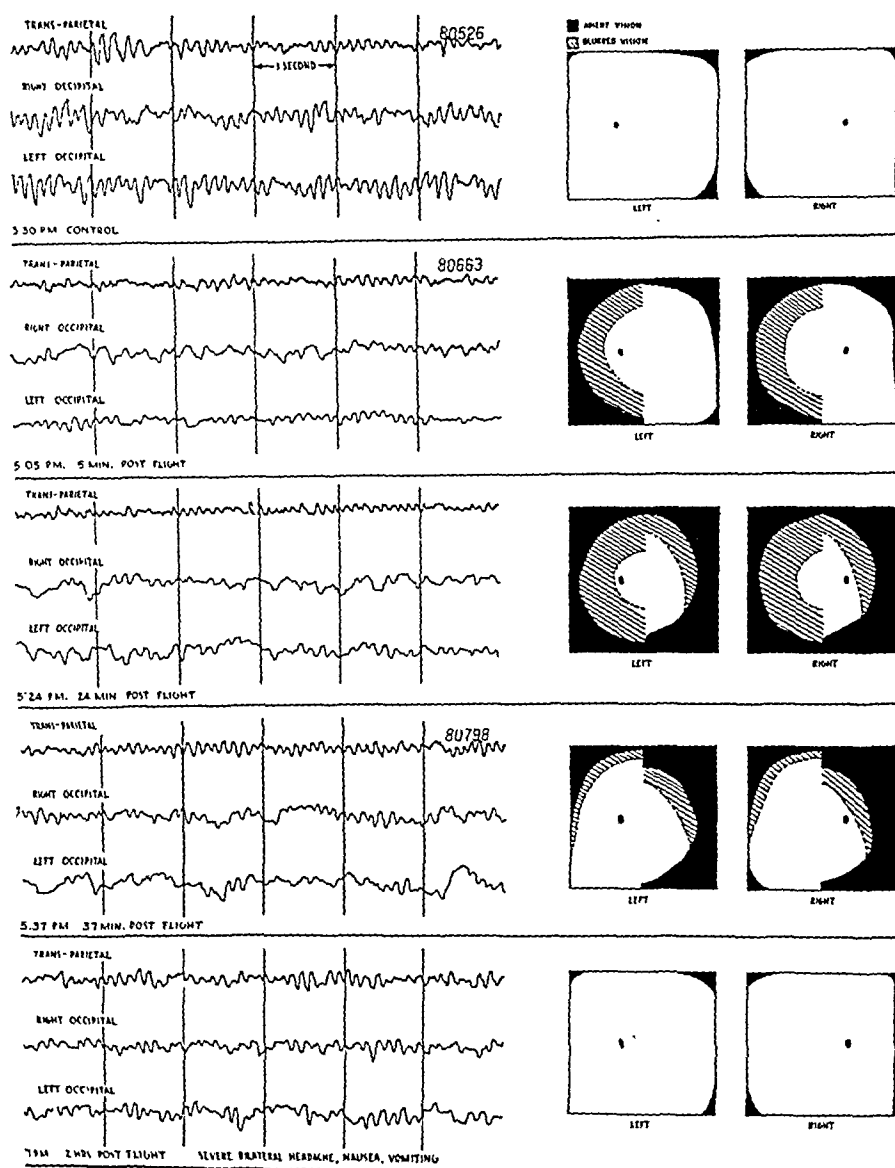 TRANS-PARIETAL
80526
1 SECOND
RIGHT OCCIPITAL
LEFT OCCIPITAL
3 30 PM CONTROL
ABSENT VISION
BLURRED VISION
LEFT
RIGHT
TRANS-PARIETAL
80663
RIGHT OCCIPITAL
LEFT OCCIPITAL
5 05 PM. 5 MIN. POST FLIGHT
LEFT
RIGHT
TRANS-PARIETAL
RIGHT OCCIPITAL
LEFT OCCIPITAL
5:24 PM. 24 MIN POST FLIGHT
LEFT
RIGHT
TRANS-PARIETAL
80798
RIGHT OCCIPITAL
LEFT OCCIPITAL
5.37 PM 37 MIN. POST FLIGHT
LEFT
RIGHT
TRANS-PARIETAL
RIGHT OCCIPITAL
LEFT OCCIPITAL
7 PM 2 HRS POST FLIGHT SEVERE BILATERAL HEADACHE, NAUSEA, VOMITING
LEFT
RIGHT